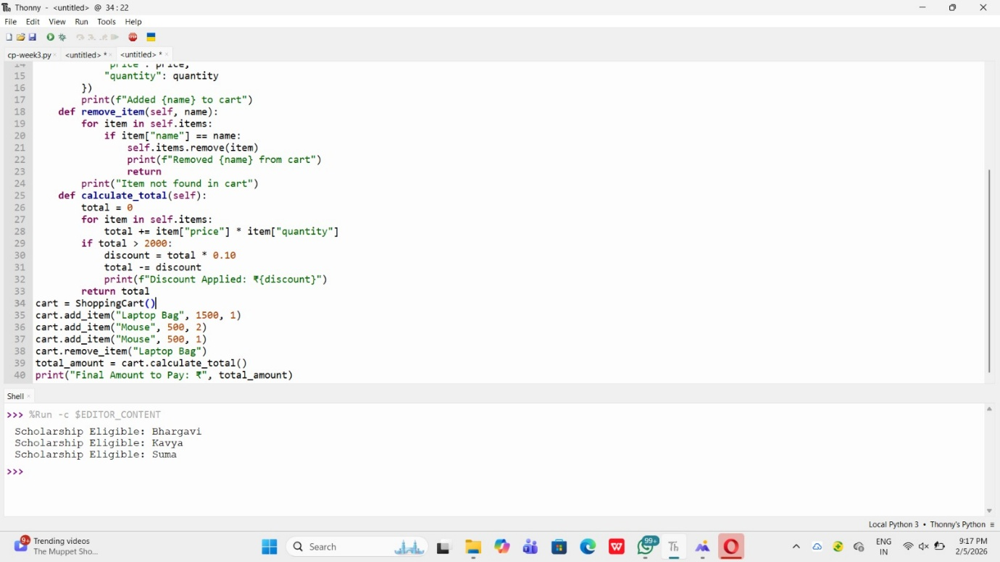 Thonny - <untitled> @ 34:22
File Edit View Run Tools Help
cp-week3.py <untitled> * <untitled> *
14 "price": price,
15 "quantity": quantity
16 })
17 print(f"Added {name} to cart")
18 def remove_item(self, name):
19 for item in self.items:
20 if item["name"] == name:
21 self.items.remove(item)
22 print(f"Removed {name} from cart")
23 return
24 print("Item not found in cart")
25 def calculate_total(self):
26 total = 0
27 for item in self.items:
28 total += item["price"] * item["quantity"]
29 if total > 2000:
30 discount = total * 0.10
31 total -= discount
32 print(f"Discount Applied: ₹{discount}")
33 return total
34 cart = ShoppingCart()
35 cart.add_item("Laptop Bag", 1500, 1)
36 cart.add_item("Mouse", 500, 2)
37 cart.add_item("Mouse", 500, 1)
38 cart.remove_item("Laptop Bag")
39 total_amount = cart.calculate_total()
40 print("Final Amount to Pay: ₹", total_amount)
Shell
>>> %Run -c $EDITOR_CONTENT
Scholarship Eligible: Bhargavi
Scholarship Eligible: Kavya
Scholarship Eligible: Suma
>>>
Local Python 3 • Thonny's Python ≡
9+ Trending videos
The Muppet Sho...
Search
99+
Th
ENG
IN
9:17 PM
2/5/2026